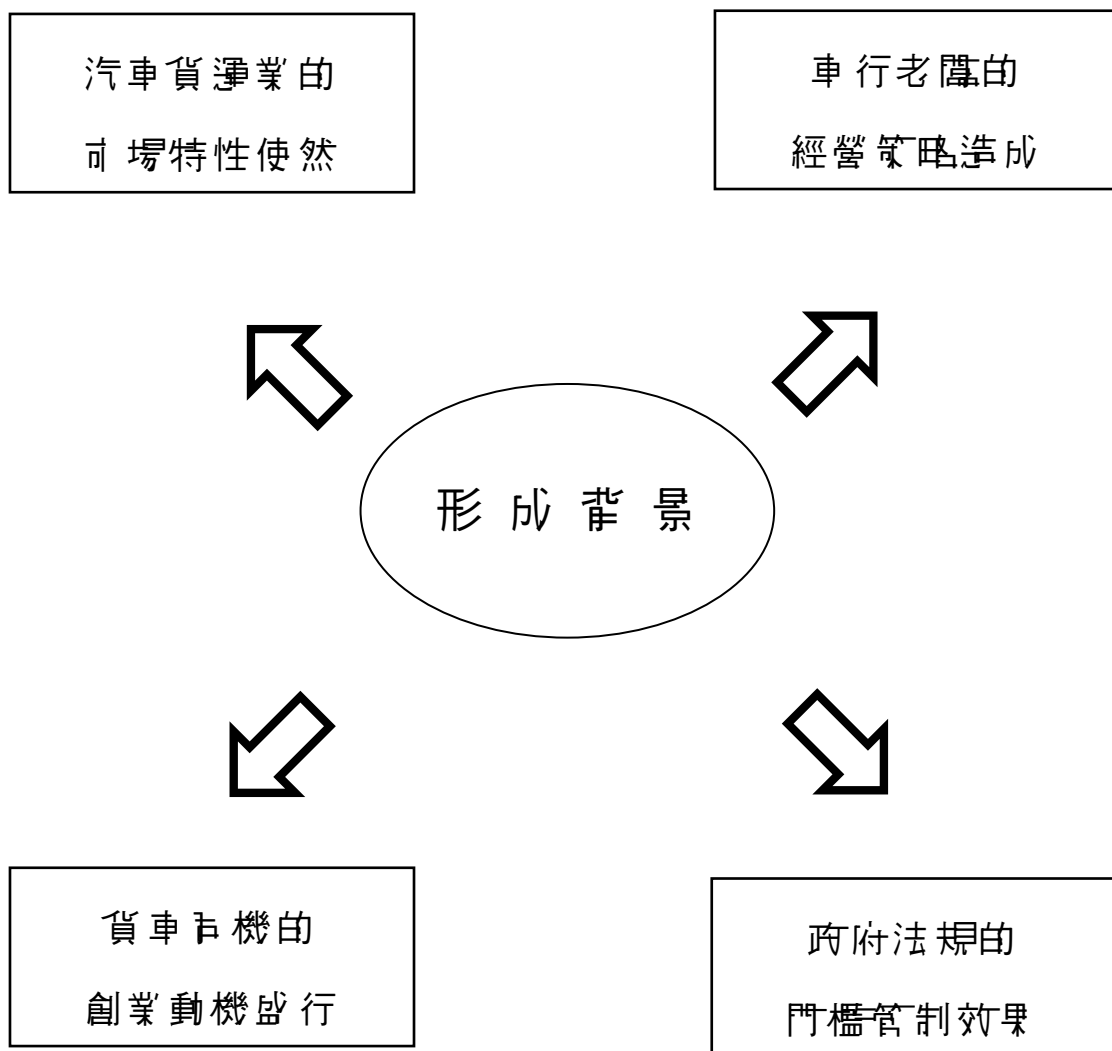 汽車貨運業的
市場特性使然
車行老闆的
經營策略造成
形成背景
貨車司機的
創業動機盛行
政府法規的
門檻管制效果